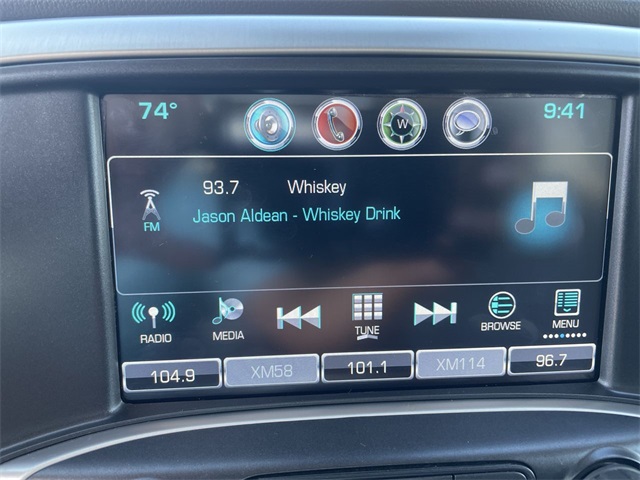 74° W 9:41
93.7 Whiskey
FM Jason Aldean - Whiskey Drink
RADIO MEDIA TUNE BROWSE MENU
104.9 XM58 101.1 XM114 96.7